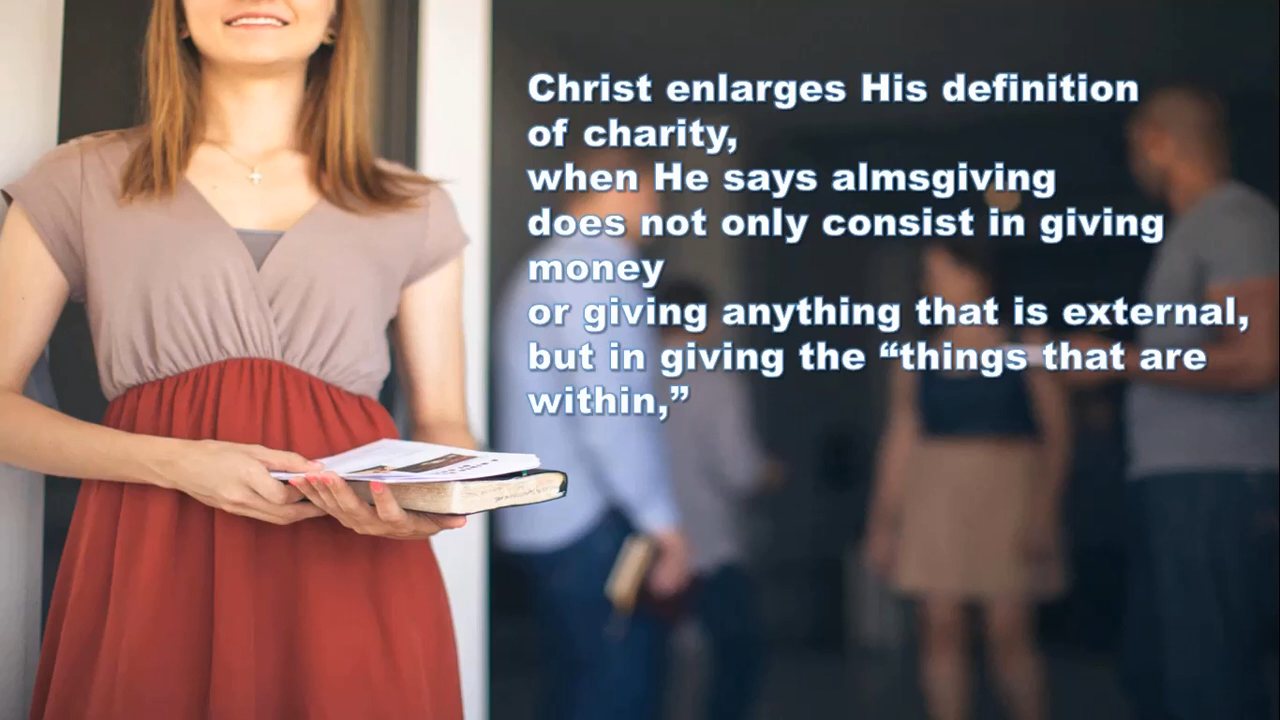 Christ enlarges His definition
of charity,
when He says almsgiving
does not only consist in giving
money
or giving anything that is external,
but in giving the “things that are
within,”